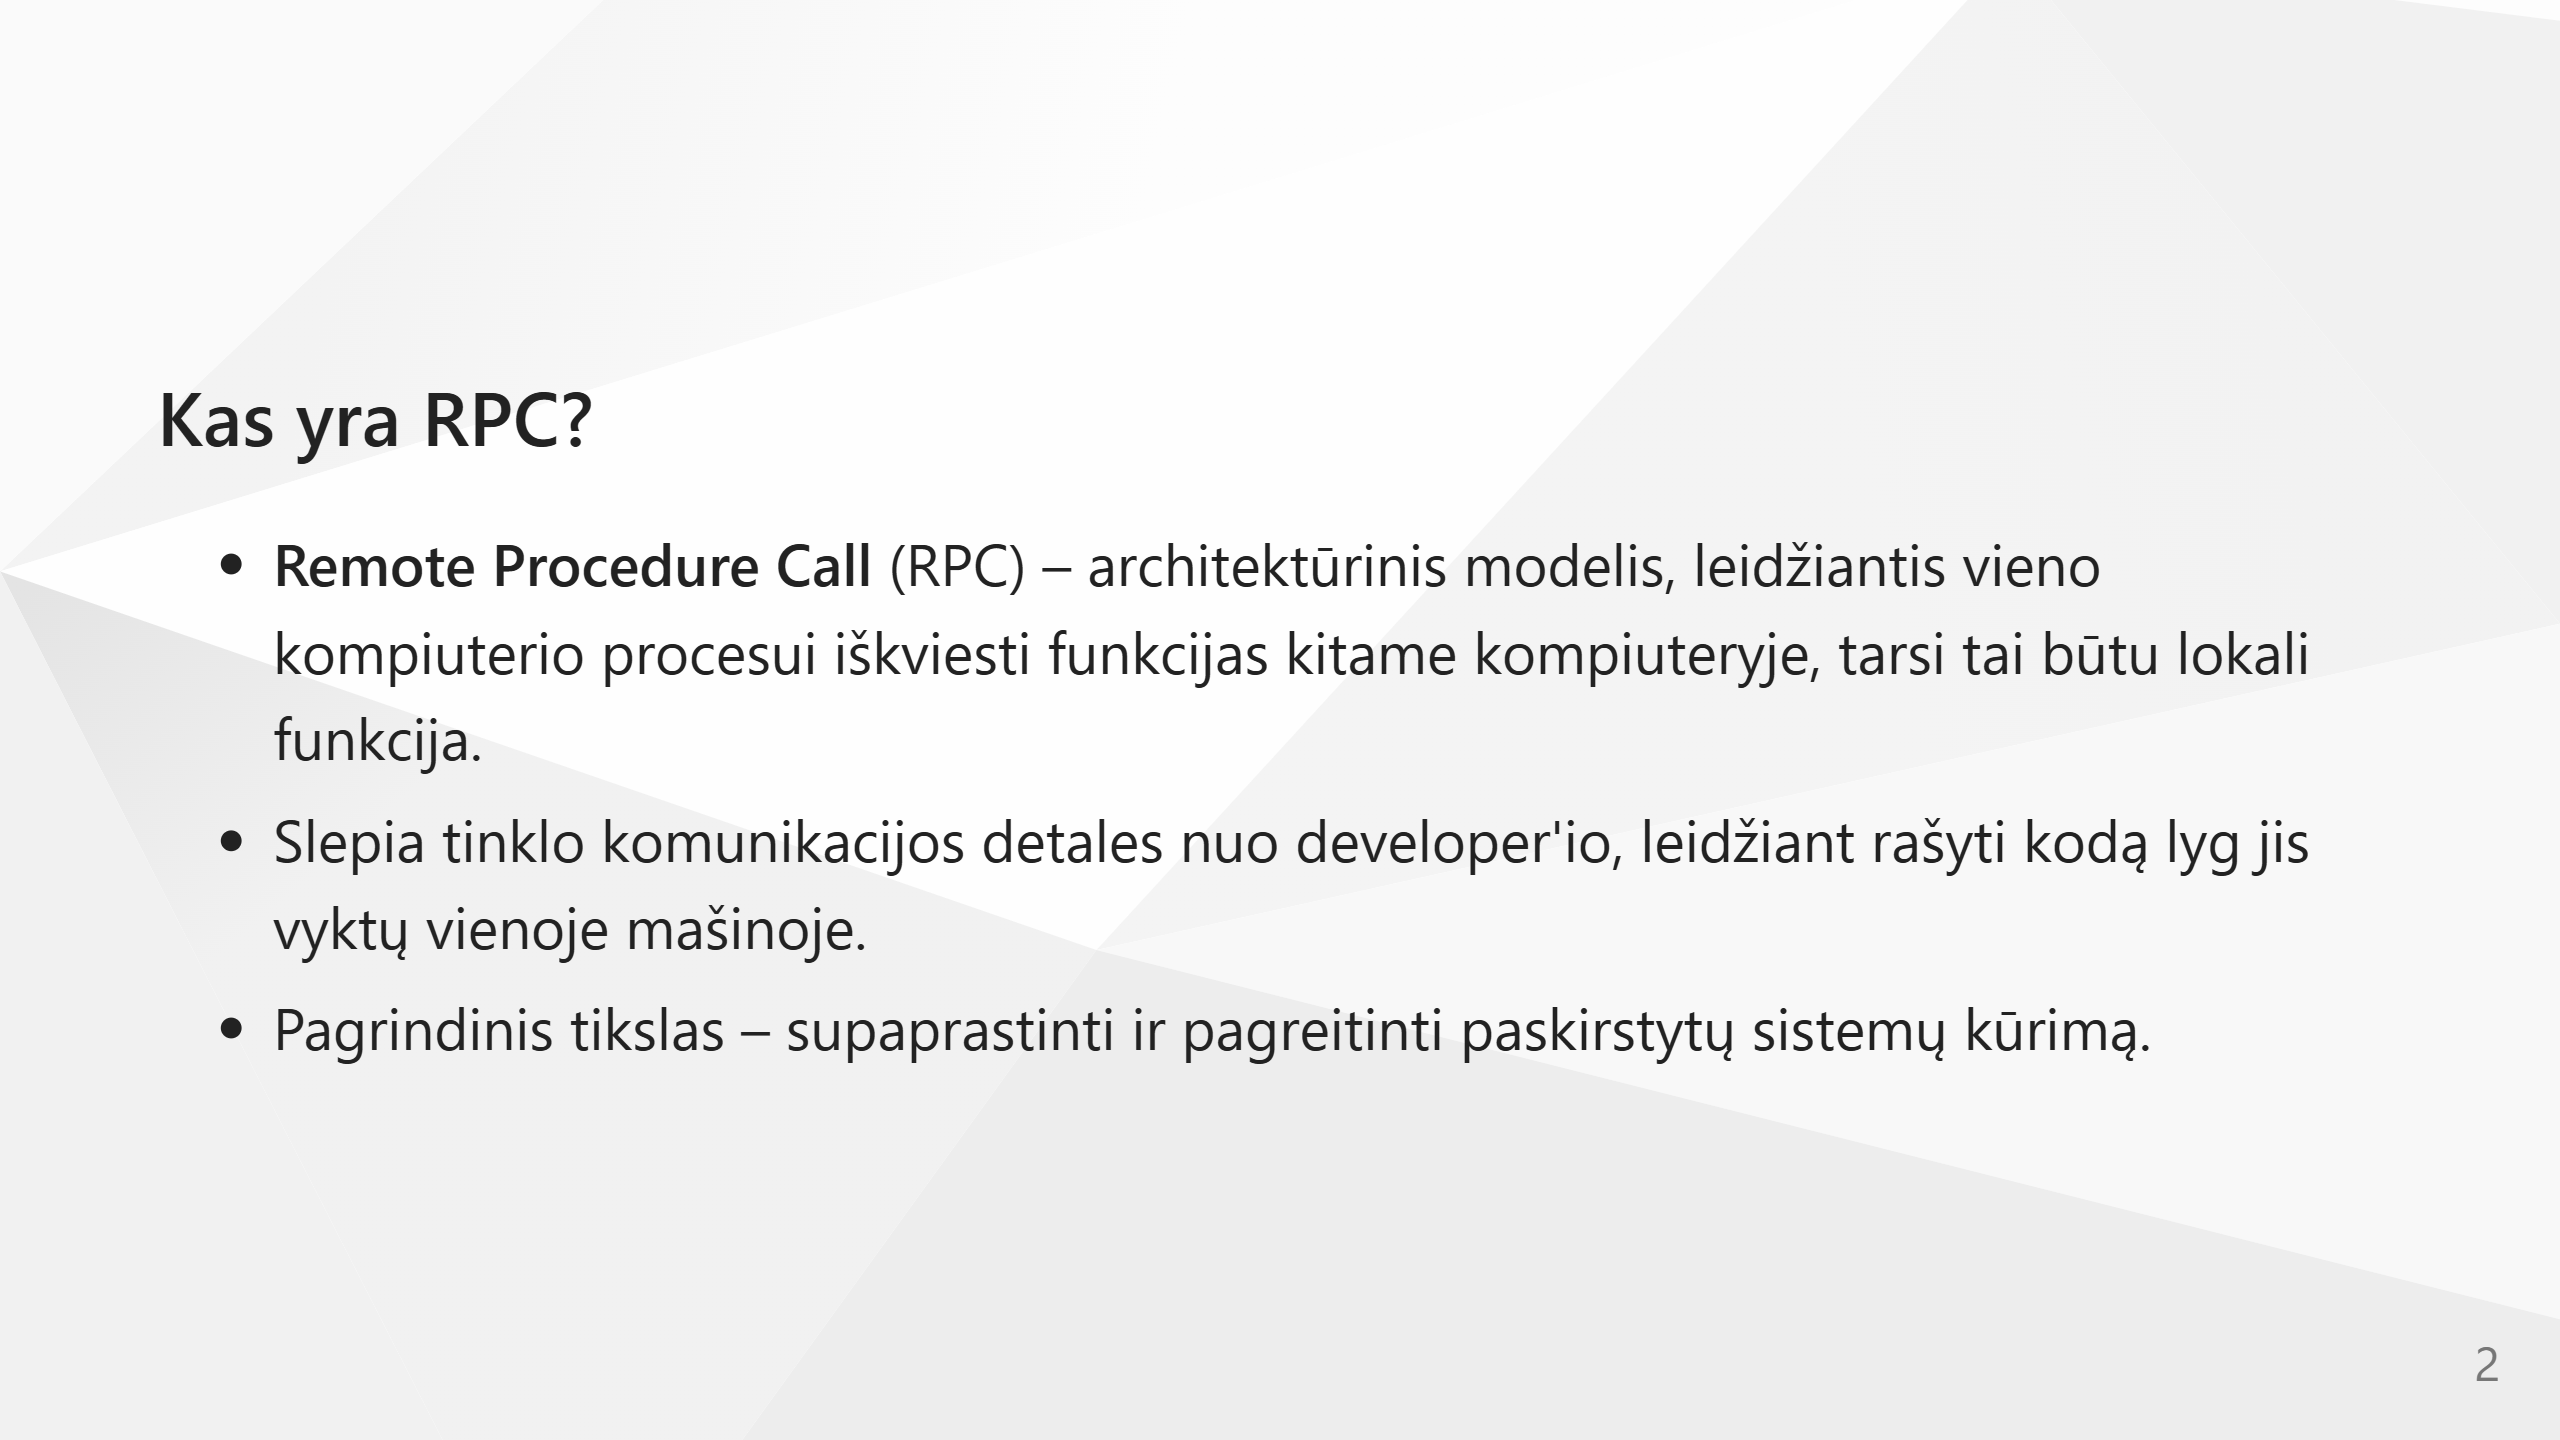 Kas yra RPC?
• Remote Procedure Call (RPC) – architektūrinis modelis, leidžiantis vieno
kompiuterio procesui iškviesti funkcijas kitame kompiuteryje, tarsi tai būtu lokali
funkcija.
• Slepia tinklo komunikacijos detales nuo developer'io, leidžiant rašyti kodą lyg jis
vyktų vienoje mašinoje.
• Pagrindinis tikslas – supaprastinti ir pagreitinti paskirstytų sistemų kūrimą.
2